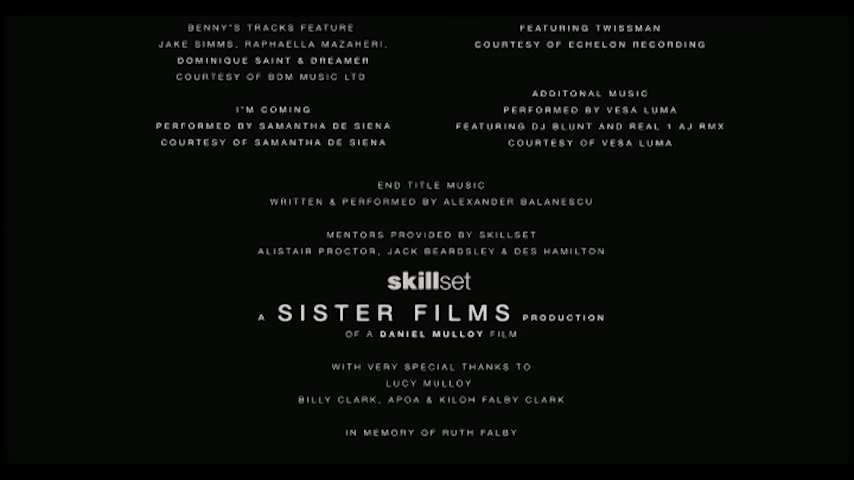 BENNY'S TRACKS FEATURE
JAKE SIMMS, RAPHAELLA MAZAHERI,
DOMINIQUE SAINT & DREAMER
COURTESY OF BDM MUSIC LTD
I'M COMING
PERFORMED BY SAMANTHA DE SIENA
COURTESY OF SAMANTHA DE SIENA
FEATURING TWISSMAN
COURTESY OF ECHELON RECORDING
ADDITONAL MUSIC
PERFORMED BY VESA LUMA
FEATURING DJ BLUNT AND REAL 1 AJ RMX
COURTESY OF VESA LUMA
END TITLE MUSIC
WRITTEN & PERFORMED BY ALEXANDER BALANESCU
MENTORS PROVIDED BY SKILLSET
ALISTAIR PROCTOR, JACK BEARDSLEY & DES HAMILTON
skillset
A SISTER FILMS PRODUCTION
OF A DANIEL MULLOY FILM
WITH VERY SPECIAL THANKS TO
LUCY MULLOY
BILLY CLARK, APOA & KILOH FALBY CLARK
IN MEMORY OF RUTH FALBY